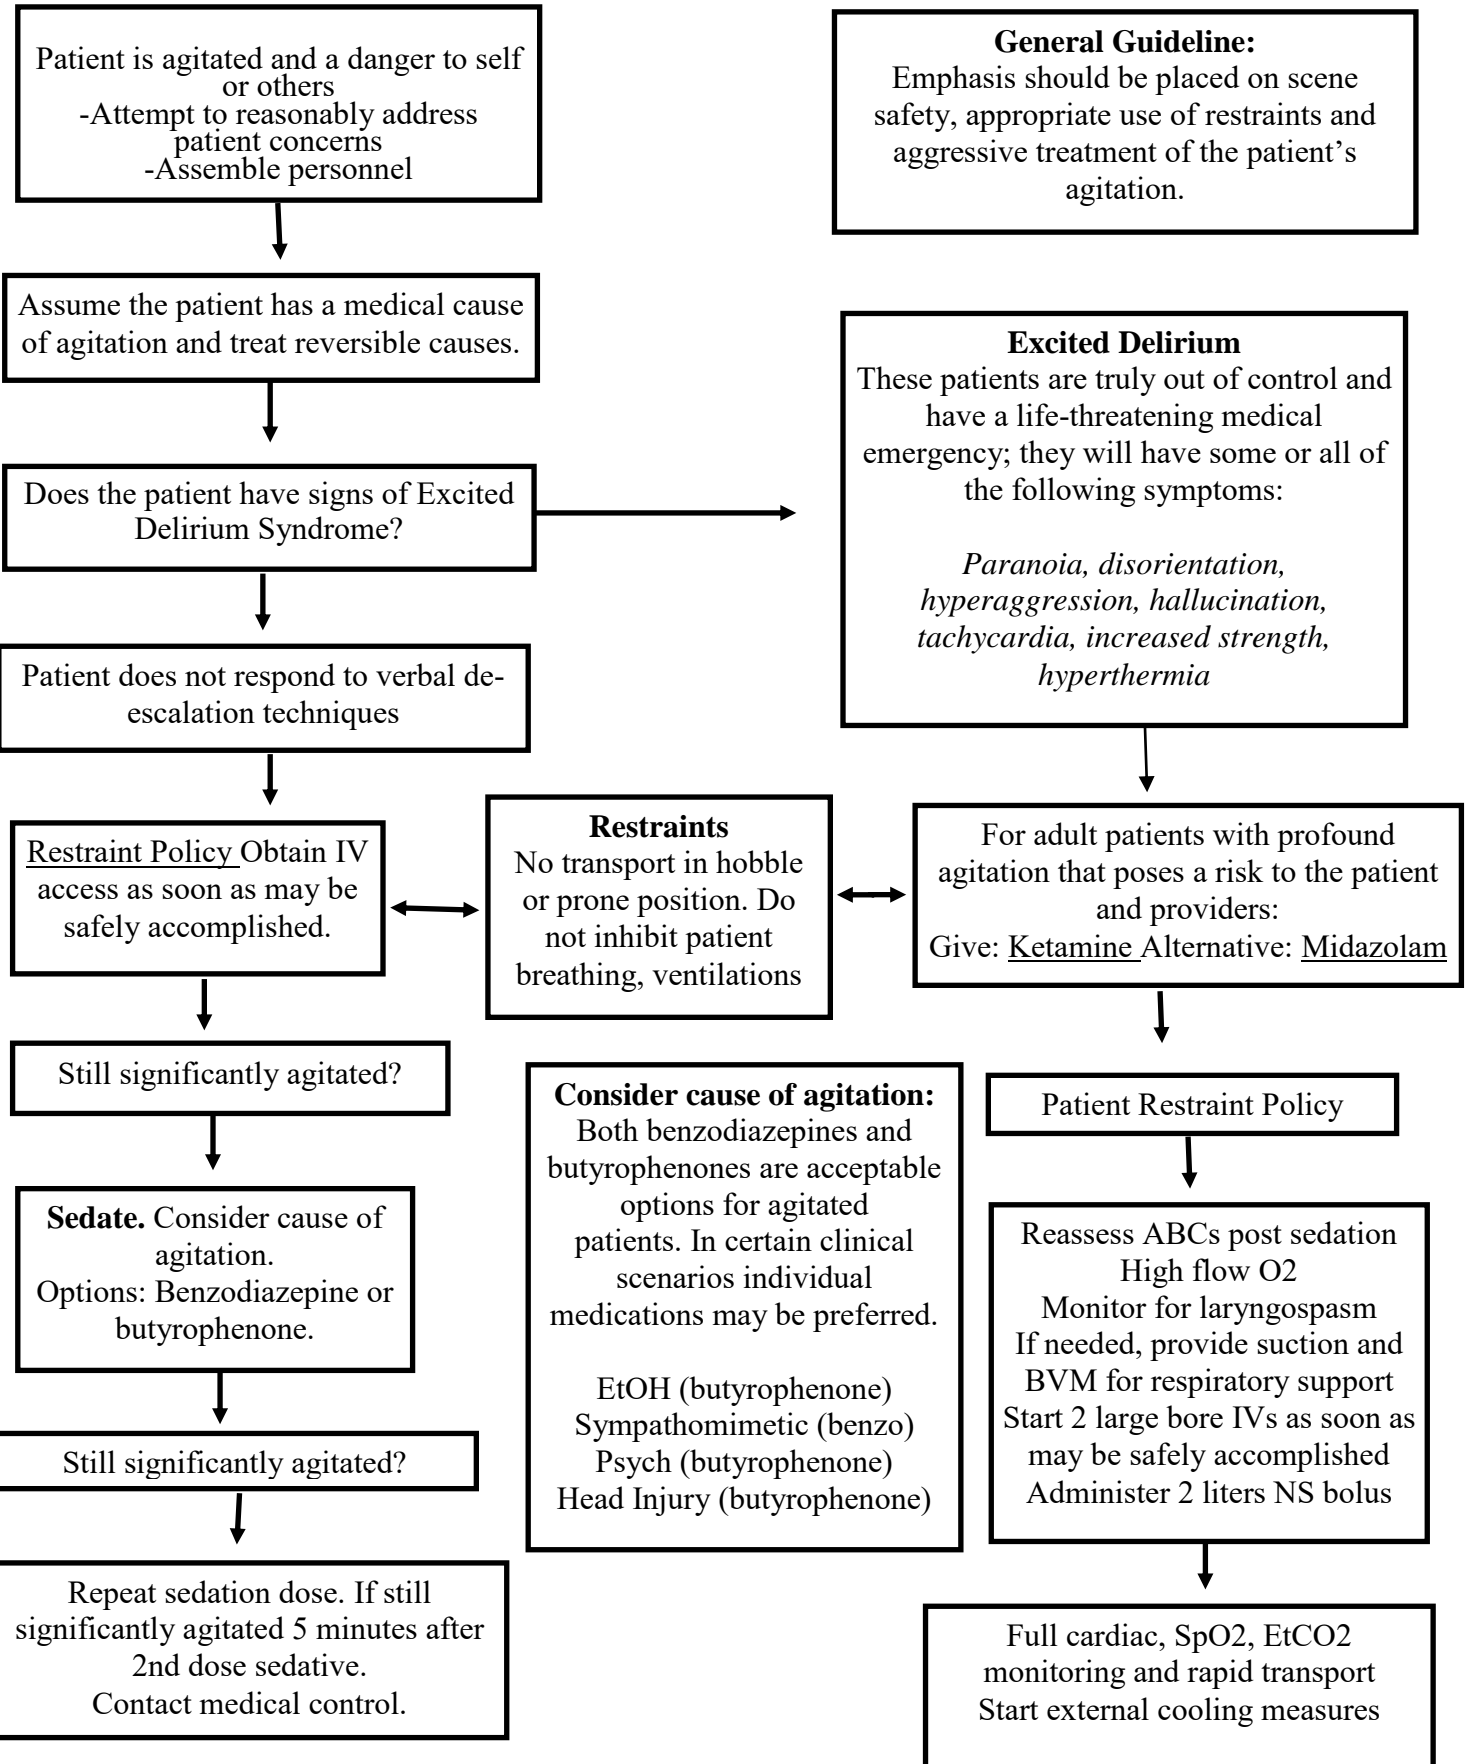 Patient is agitated and a danger to self
or others
-Attempt to reasonably address
patient concerns
-Assemble personnel
General Guideline:
Emphasis should be placed on scene
safety, appropriate use of restraints and
aggressive treatment of the patient’s
agitation.
Assume the patient has a medical cause
of agitation and treat reversible causes.
Does the patient have signs of Excited
Delirium Syndrome?
Excited Delirium
These patients are truly out of control and
have a life-threatening medical
emergency; they will have some or all of
the following symptoms:
Paranoia, disorientation,
hyperaggression, hallucination,
tachycardia, increased strength,
hyperthermia
Patient does not respond to verbal de-
escalation techniques
Restraint Policy Obtain IV
access as soon as may be
safely accomplished.
Restraints
No transport in hobble
or prone position. Do
not inhibit patient
breathing, ventilations
For adult patients with profound
agitation that poses a risk to the patient
and providers:
Give: Ketamine Alternative: Midazolam
Still significantly agitated?
Consider cause of agitation:
Both benzodiazepines and
butyrophenones are acceptable
options for agitated
patients. In certain clinical
scenarios individual
medications may be preferred.
EtOH (butyrophenone)
Sympathomimetic (benzo)
Psych (butyrophenone)
Head Injury (butyrophenone)
Patient Restraint Policy
Sedate. Consider cause of
agitation.
Options: Benzodiazepine or
butyrophenone.
Reassess ABCs post sedation
High flow O2
Monitor for laryngospasm
If needed, provide suction and
BVM for respiratory support
Start 2 large bore IVs as soon as
may be safely accomplished
Administer 2 liters NS bolus
Still significantly agitated?
Repeat sedation dose. If still
significantly agitated 5 minutes after
2nd dose sedative.
Contact medical control.
Full cardiac, SpO2, EtCO2
monitoring and rapid transport
Start external cooling measures